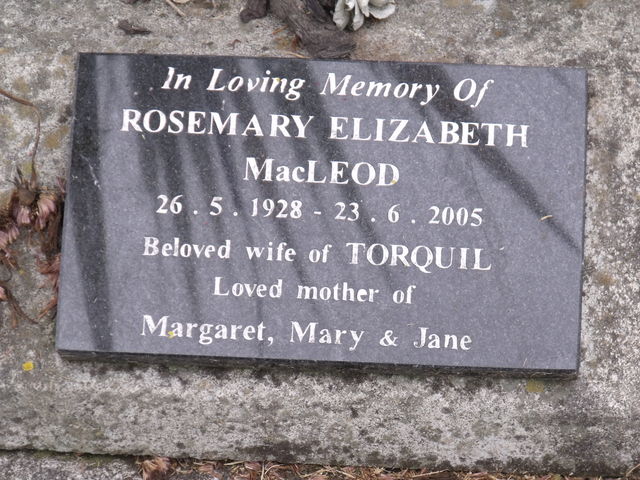 In Loving Memory Of
ROSEMARY ELIZABETH
MacLEOD
26 . 5 . 1928 - 23 . 6 . 2005
Beloved wife of TORQUIL
Loved mother of
Margaret, Mary & Jane